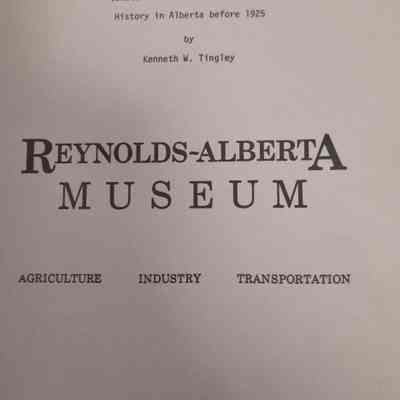 History in Alberta before 1925
by
Kenneth W. Tingley
REYNOLDS-ALBERTA
MUSEUM
AGRICULTURE INDUSTRY TRANSPORTATION